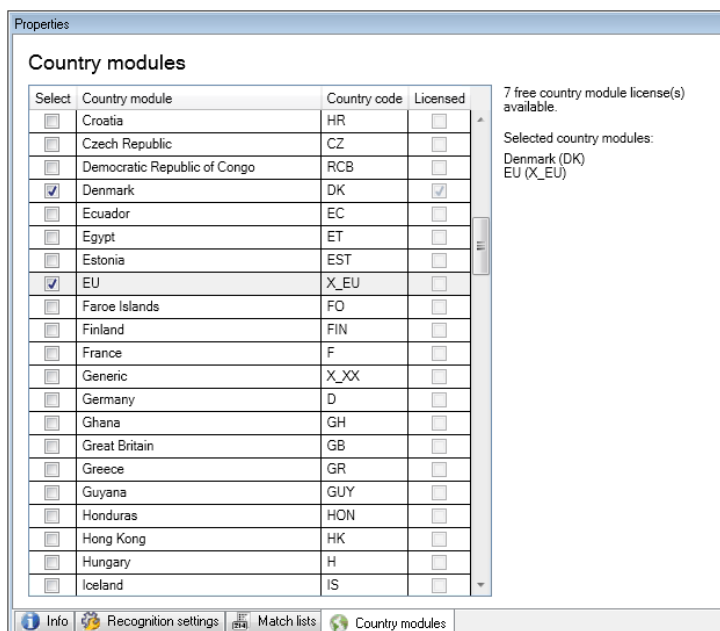 Properties
Country modules
Select Country module Country code Licensed
Croatia HR
Czech Republic CZ
Democratic Republic of Congo RCB
Denmark DK
Ecuador EC
Egypt ET
Estonia EST
EU X_EU
Faroe Islands FO
Finland FIN
France F
Generic X_XX
Germany D
Ghana GH
Great Britain GB
Greece GR
Guyana GUY
Honduras HON
Hong Kong HK
Hungary H
Iceland IS
7 free country module license(s)
available.
Selected country modules:
Denmark (DK)
EU (X_EU)
Info Recognition settings Match lists Country modules